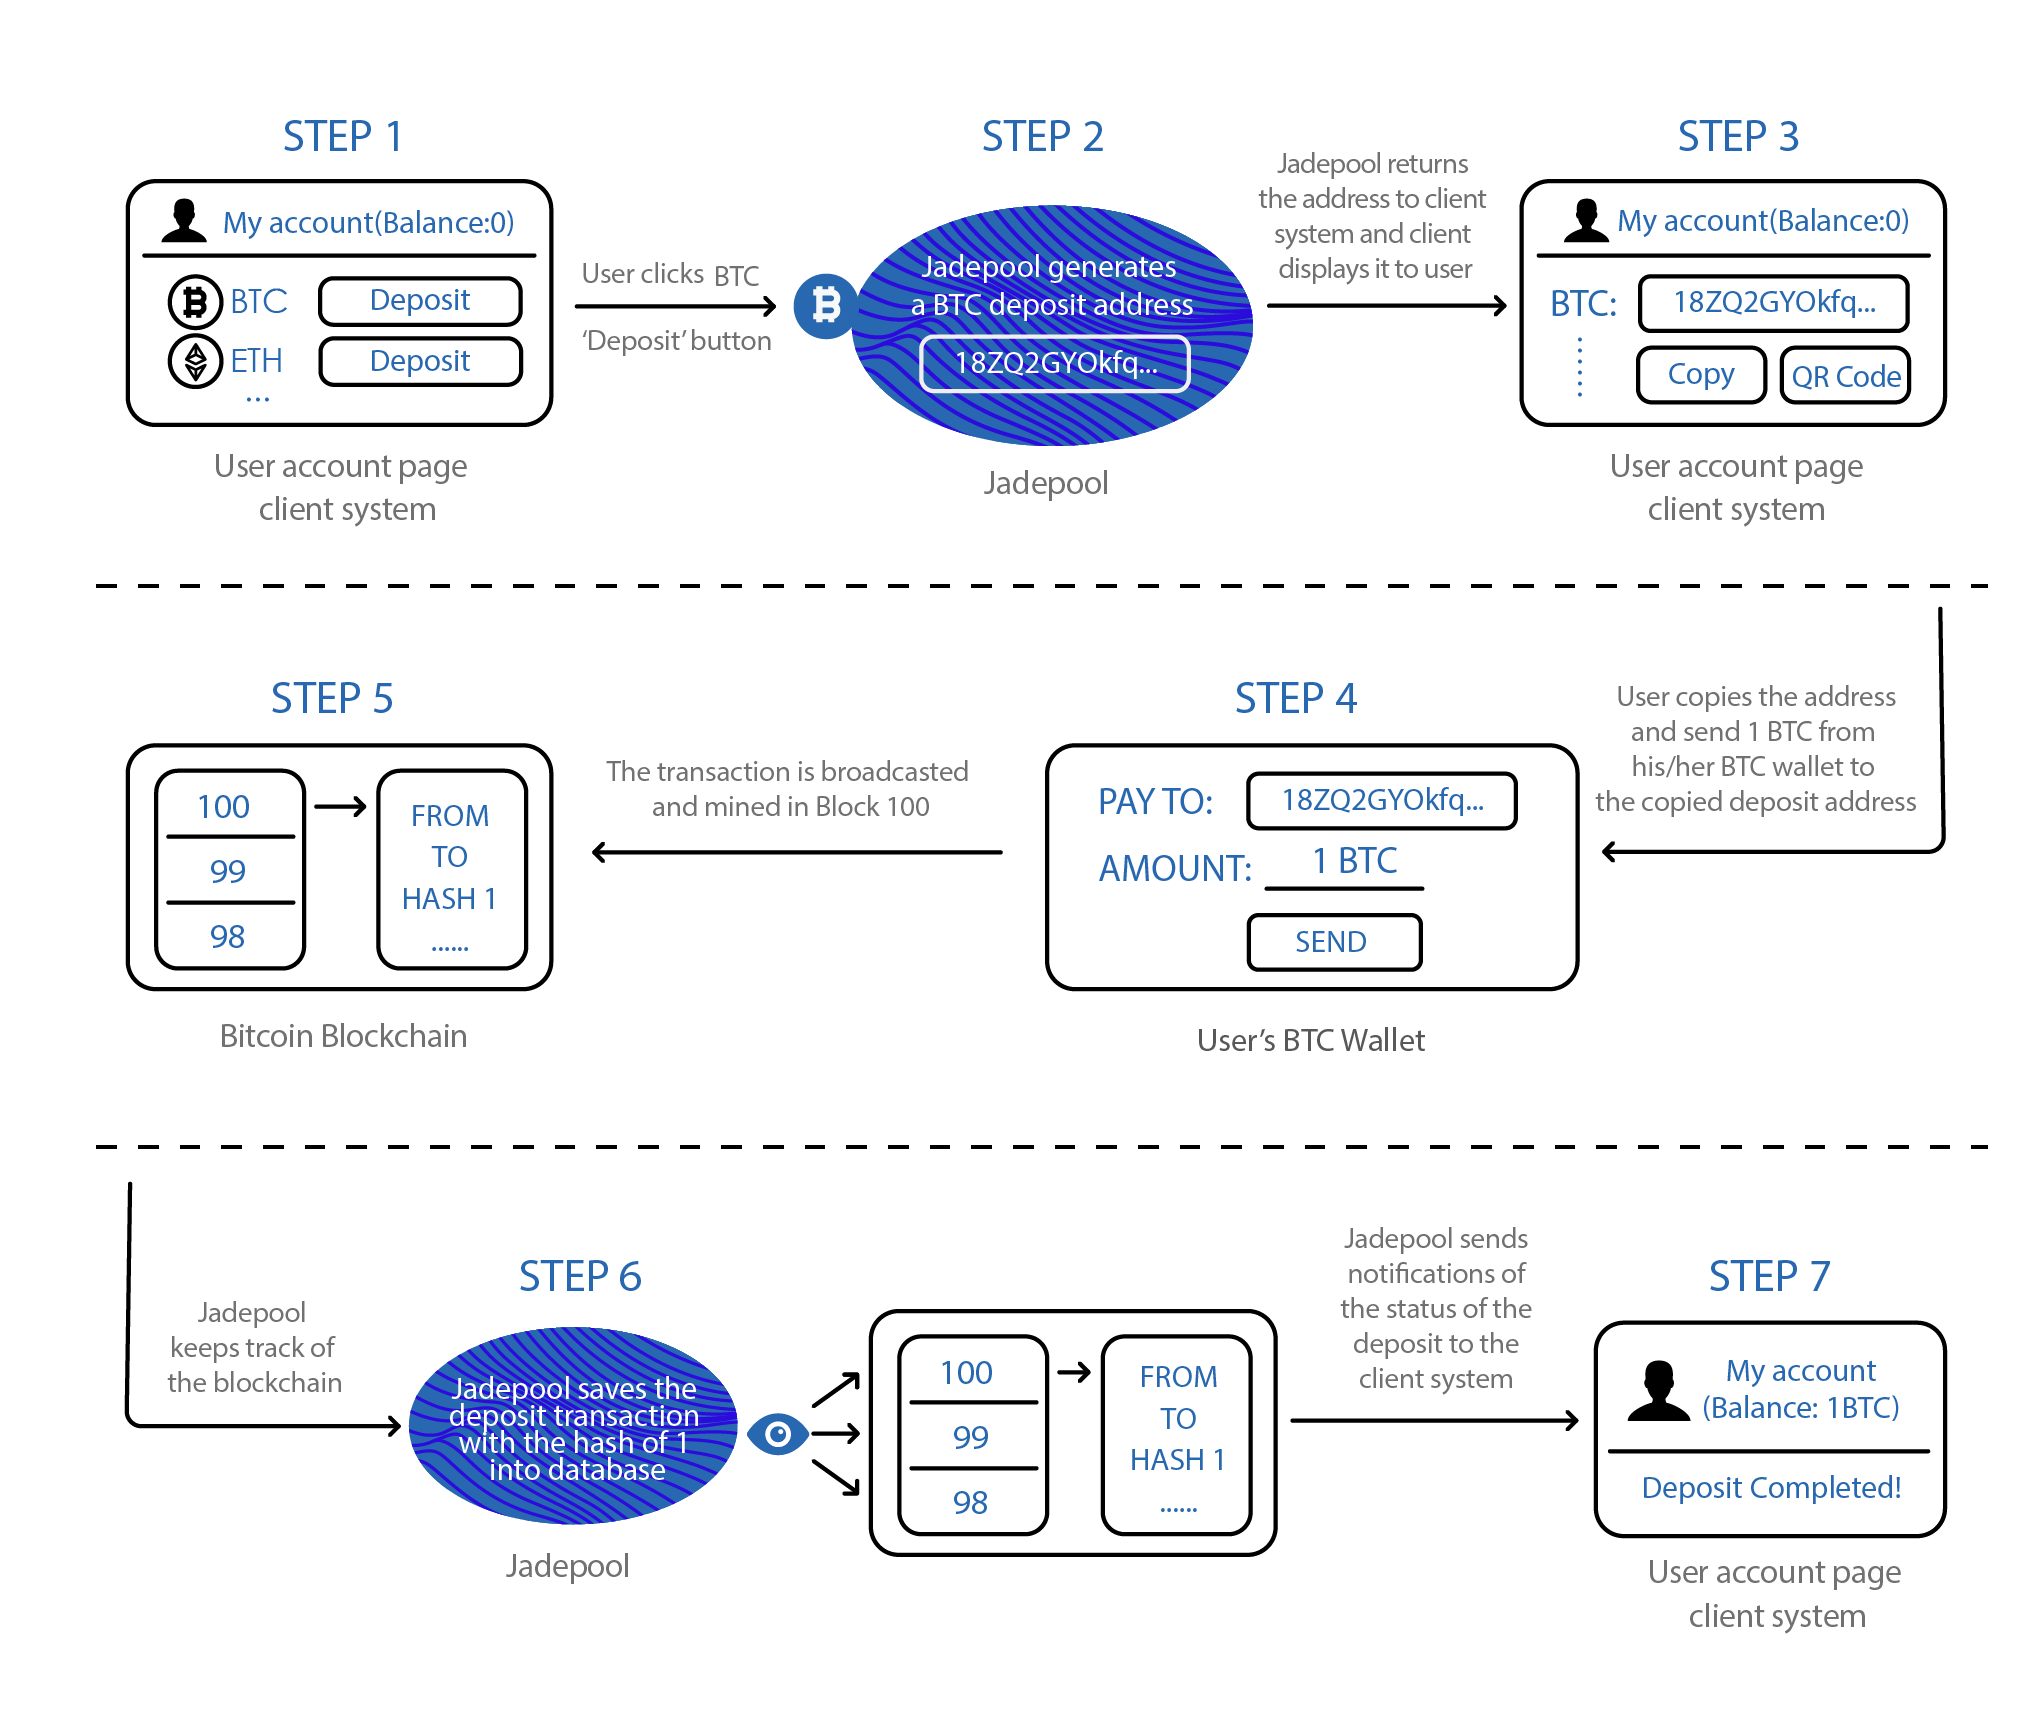 STEP 1
My account(Balance:0)
BTC
Deposit
ETH
Deposit
...
User account page
client system
User clicks BTC
‘Deposit’ button
STEP 2
Jadepool generates
a BTC deposit address
18ZQ2GYOkfq...
Jadepool
Jadepool returns
the address to client
system and client
displays it to user
STEP 3
My account(Balance:0)
BTC:
18ZQ2GYOkfq...
Copy
QR Code
User account page
client system
User copies the address
and send 1 BTC from
his/her BTC wallet to
the copied deposit address
STEP 4
PAY TO:
18ZQ2GYOkfq...
AMOUNT:
1 BTC
SEND
User’s BTC Wallet
The transaction is broadcasted
and mined in Block 100
STEP 5
100
99
98
FROM
TO
HASH 1
......
Bitcoin Blockchain
Jadepool
keeps track of
the blockchain
STEP 6
Jadepool saves the
deposit transaction
with the hash of 1
into database
Jadepool
100
99
98
FROM
TO
HASH 1
......
Jadepool sends
notifications of
the status of the
deposit to the
client system
STEP 7
My account
(Balance: 1BTC)
Deposit Completed!
User account page
client system